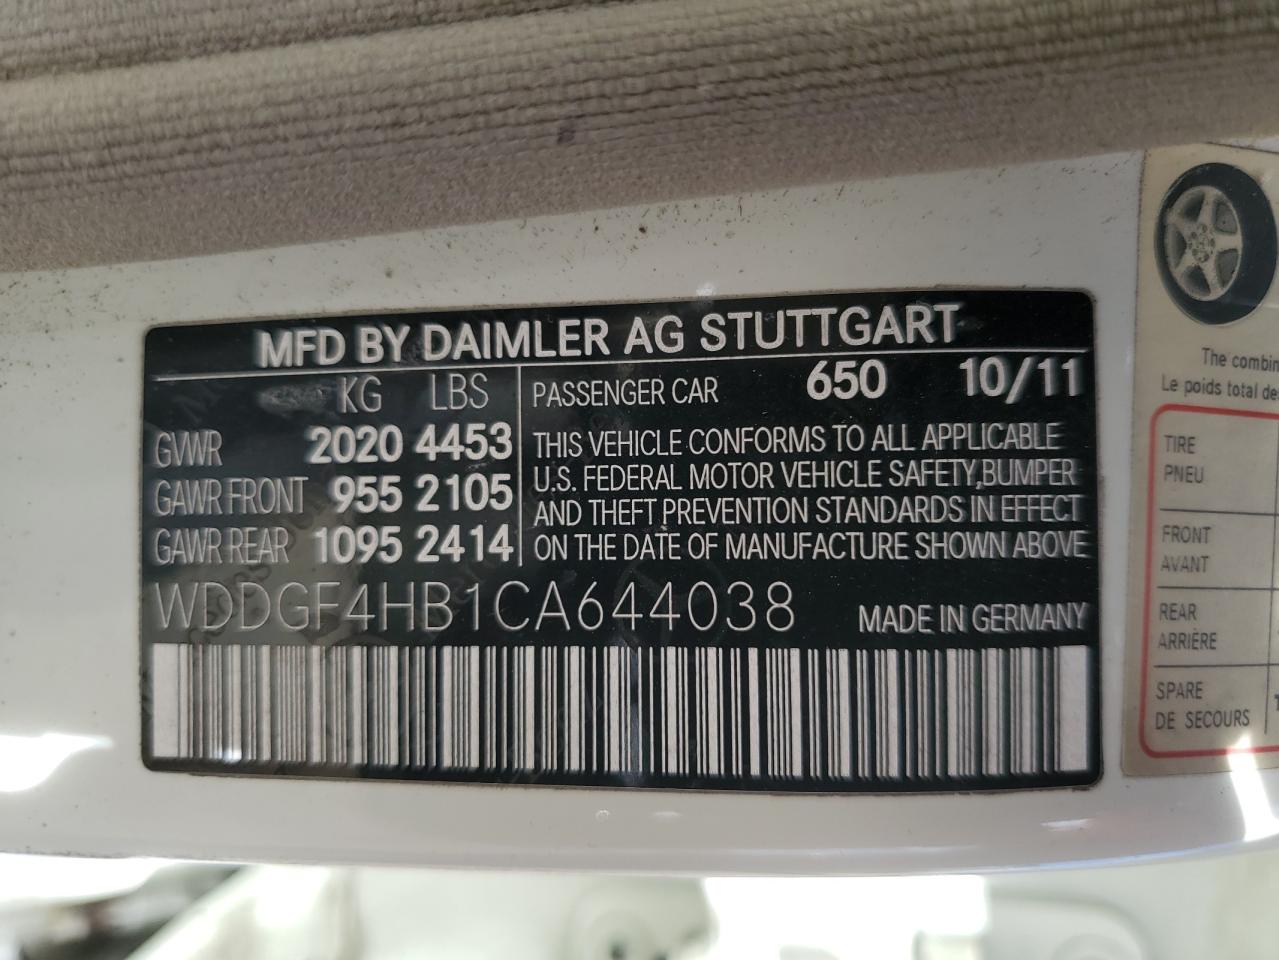 MFD BY DAIMLER AG STUTTGART
KG LBS
GVWR 2020 4453
GAWR FRONT 955 2105
GAWR REAR 1095 2414
PASSENGER CAR 650 10/11
THIS VEHICLE CONFORMS TO ALL APPLICABLE
U.S. FEDERAL MOTOR VEHICLE SAFETY,BUMPER
AND THEFT PREVENTION STANDARDS IN EFFECT
ON THE DATE OF MANUFACTURE SHOWN ABOVE
WDDGF4HB1CA644038 MADE IN GERMANY
The combin
Le poids total de
TIRE
PNEU
FRONT
AVANT
REAR
ARRIÈRE
SPARE
DE SECOURS